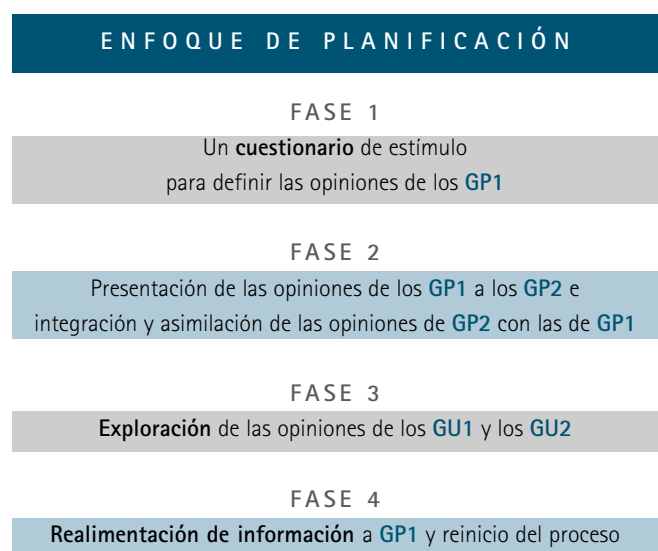 ENFOQUE DE PLANIFICACIÓN
FASE 1
Un cuestionario de estímulo
para definir las opiniones de los GP1
FASE 2
Presentación de las opiniones de los GP1 a los GP2 e
integración y asimilación de las opiniones de GP2 con las de GP1
FASE 3
Exploración de las opiniones de los GU1 y los GU2
FASE 4
Realimentación de información a GP1 y reinicio del proceso